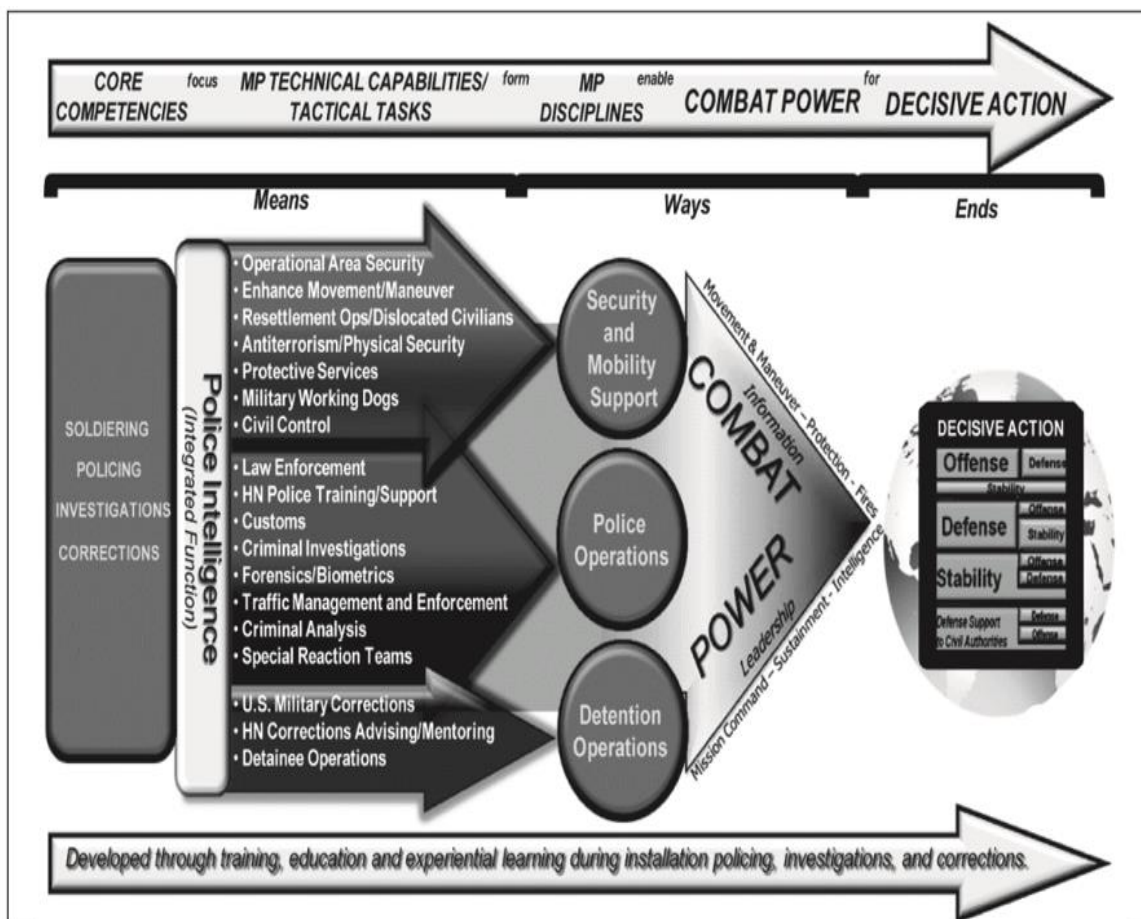 CORE COMPETENCIES focus MP TECHNICAL CAPABILITIES/ TACTICAL TASKS form MP DISCIPLINES enable COMBAT POWER for DECISIVE ACTION
Means
Ways
Ends
SOLDIERING
POLICING
INVESTIGATIONS
CORRECTIONS
Police Intelligence
(Integrated Function)
• Operational Area Security
• Enhance Movement/Maneuver
• Resettlement Ops/Dislocated Civilians
• Antiterrorism/Physical Security
• Protective Services
• Military Working Dogs
• Civil Control
• Law Enforcement
• HN Police Training/Support
• Customs
• Criminal Investigations
• Forensics/Biometrics
• Traffic Management and Enforcement
• Criminal Analysis
• Special Reaction Teams
• U.S. Military Corrections
• HN Corrections Advising/Mentoring
• Detainee Operations
Security
and
Mobility
Support
Police
Operations
Detention
Operations
Movement & Maneuver – Protection - Fires
Information
COMBAT
POWER
Leadership
Mission Command – Sustainment - Intelligence
DECISIVE ACTION
Offense
Defense
Stability
Defense
Offense
Stability
Stability
Offense
Defense
Defense Support
to Civil Authorities
Defense
Offense
Developed through training, education and experiential learning during installation policing, investigations, and corrections.